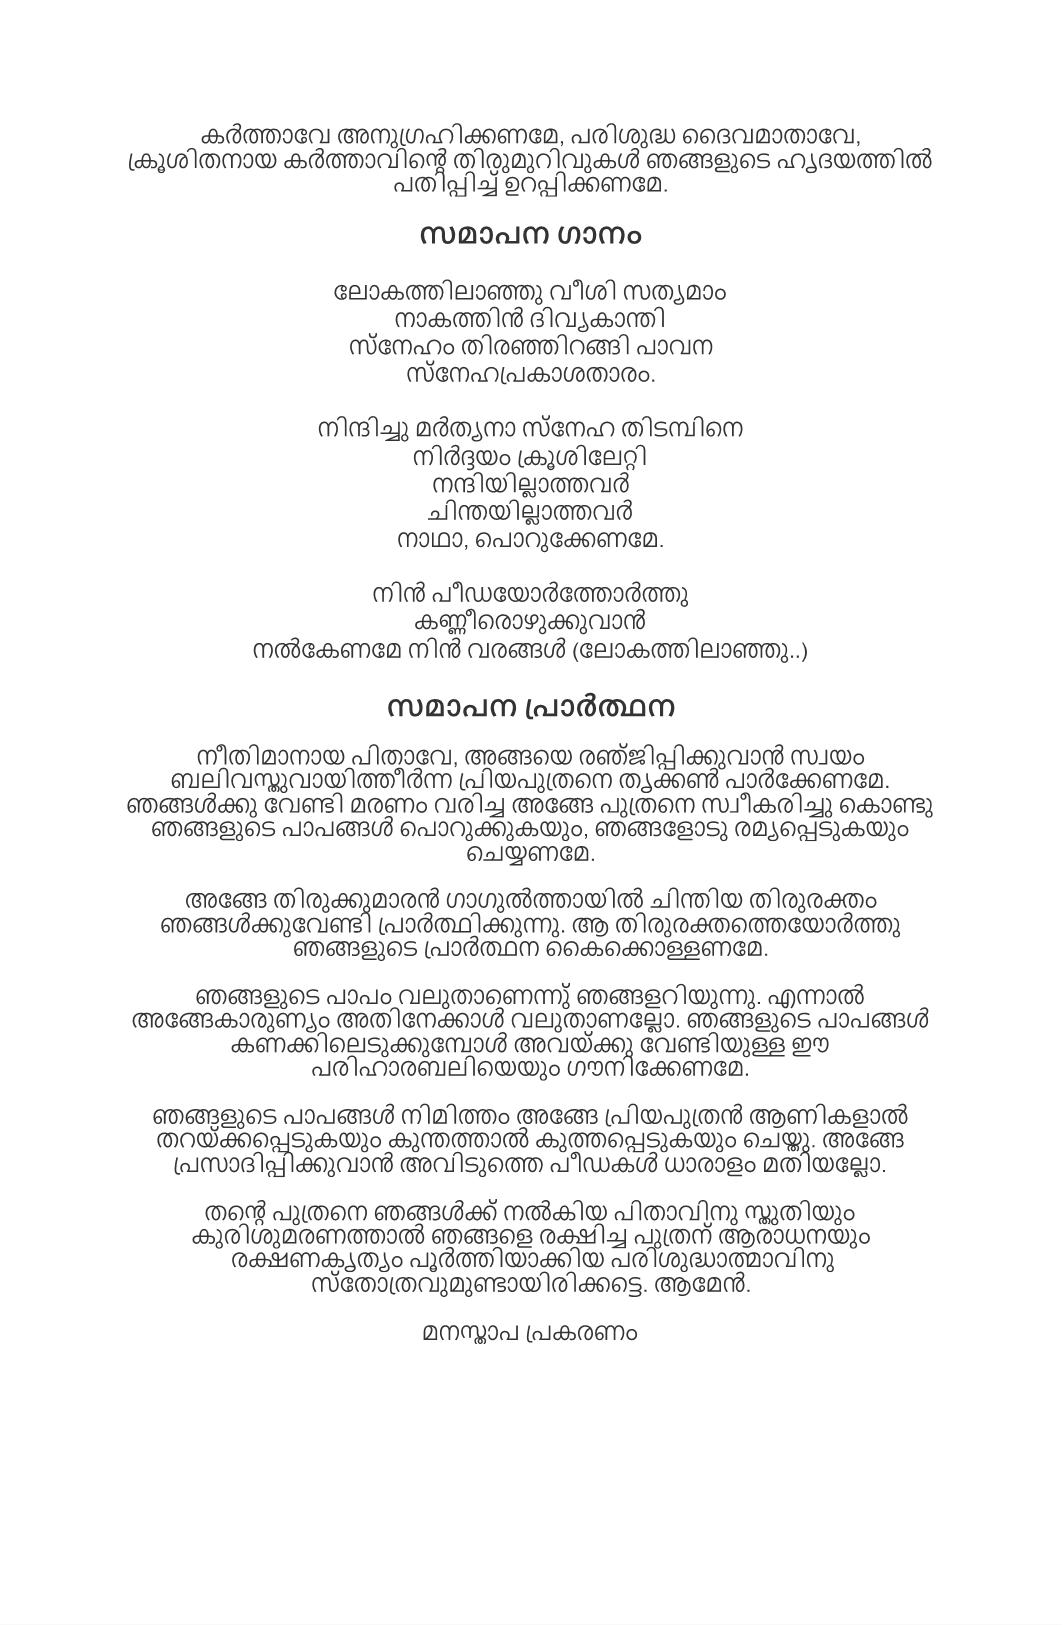 കർത്താവേ അനുഗ്രഹിക്കണമേ, പരിശുദ്ധ ദൈവമാതാവേ,
ക്രൂശിതനായ കർത്താവിന്റെ തിരുമുറിവുകൾ ഞങ്ങളുടെ ഹൃദയത്തിൽ
പതിപ്പിച്ച് ഉറപ്പിക്കണമേ.
സമാപന ഗാനം
ലോകത്തിലാഞ്ഞു വീശി സത്യമാം
നാകത്തിൻ ദിവ്യകാന്തി
സ്നേഹം തിരഞ്ഞിറങ്ങി പാവന
സ്നേഹപ്രകാശതാരം.
നിന്ദിച്ചു മർത്യനാ സ്നേഹ തിടമ്പിനെ
നിർദ്ദയം ക്രൂശിലേറ്റി
നന്ദിയില്ലാത്തവർ
ചിന്തയില്ലാത്തവർ
നാഥാ, പൊറുക്കേണമേ.
നിൻ പീഡയോർത്തോർത്തു
കണ്ണീരൊഴുക്കുവാൻ
നൽകേണമേ നിൻ വരങ്ങൾ (ലോകത്തിലാഞ്ഞു..)
സമാപന പ്രാർത്ഥന
നീതിമാനായ പിതാവേ, അങ്ങയെ രഞ്ജിപ്പിക്കുവാൻ സ്വയം
ബലിവസ്തുവായിത്തീർന്ന പ്രിയപുത്രനെ തൃക്കൺ പാർക്കേണമേ.
ഞങ്ങൾക്കു വേണ്ടി മരണം വരിച്ച അങ്ങേ പുത്രനെ സ്വീകരിച്ചു കൊണ്ടു
ഞങ്ങളുടെ പാപങ്ങൾ പൊറുക്കുകയും, ഞങ്ങളോടു രമ്യപ്പെടുകയും
ചെയ്യണമേ.
അങ്ങേ തിരുക്കുമാരൻ ഗാഗുൽത്തായിൽ ചിന്തിയ തിരുരക്തം
ഞങ്ങൾക്കുവേണ്ടി പ്രാർത്ഥിക്കുന്നു. ആ തിരുരക്തത്തെയോർത്തു
ഞങ്ങളുടെ പ്രാർത്ഥന കൈക്കൊള്ളണമേ.
ഞങ്ങളുടെ പാപം വലുതാണെന്നു് ഞങ്ങളറിയുന്നു. എന്നാൽ
അങ്ങേകാരുണ്യം അതിനേക്കാൾ വലുതാണല്ലോ. ഞങ്ങളുടെ പാപങ്ങൾ
കണക്കിലെടുക്കുമ്പോൾ അവയ്ക്കു വേണ്ടിയുള്ള ഈ
പരിഹാരബലിയെയും ഗൗനിക്കേണമേ.
ഞങ്ങളുടെ പാപങ്ങൾ നിമിത്തം അങ്ങേ പ്രിയപുത്രൻ ആണികളാൽ
തറയ്ക്കപ്പെടുകയും കുന്തത്താൽ കുത്തപ്പെടുകയും ചെയ്തു. അങ്ങേ
പ്രസാദിപ്പിക്കുവാൻ അവിടുത്തെ പീഡകൾ ധാരാളം മതിയല്ലോ.
തന്റെ പുത്രനെ ഞങ്ങൾക്ക് നൽകിയ പിതാവിനു സ്തുതിയും
കുരിശുമരണത്താൽ ഞങ്ങളെ രക്ഷിച്ച പുത്രന് ആരാധനയും
രക്ഷണകൃത്യം പൂർത്തിയാക്കിയ പരിശുദ്ധാത്മാവിനു
സ്തോത്രവുമുണ്ടായിരിക്കട്ടെ. ആമേൻ.
മനസ്താപ പ്രകരണം